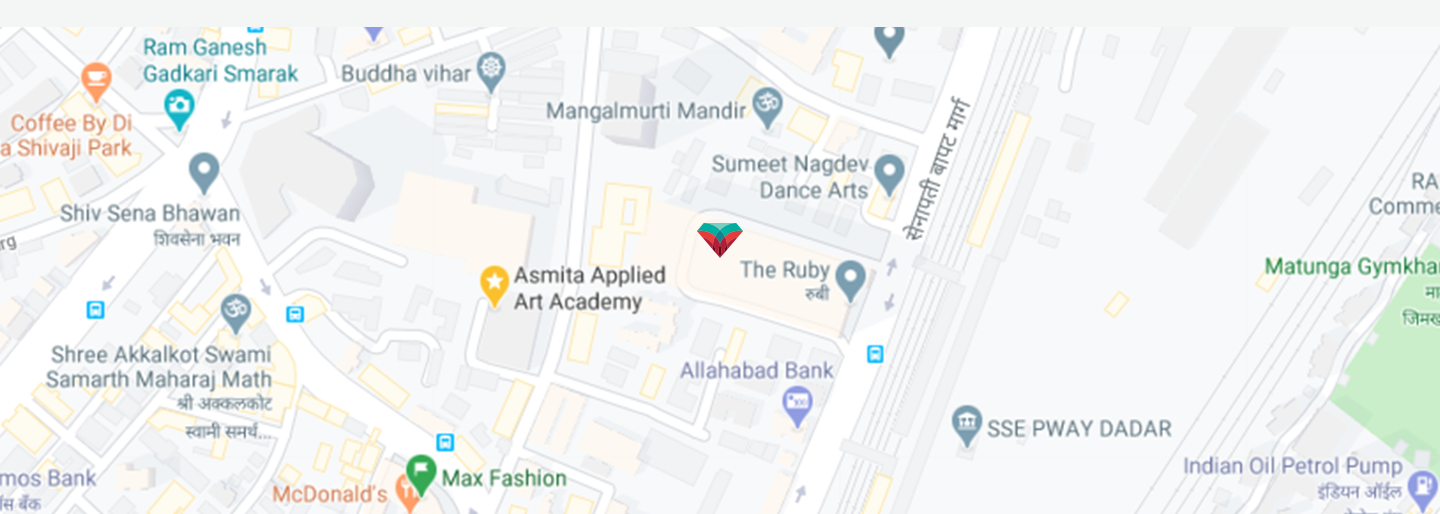 Ram Ganesh
Gadkari Smarak
Buddha vihar
Coffee By Di
a Shivaji Park
Mangalmurti Mandir
Sumeet Nagdev
Dance Arts
सेनापती बापट मार्ग
RA
Comme
Shiv Sena Bhawan
शिवसेना भवन
rg
The Ruby
रुबी
Asmita Applied
Art Academy
Matunga Gymkha
मा
जिमख
Shree Akkalkot Swami
Samarth Maharaj Math
श्री अक्कलकोट
स्वामी समर्थ...
Allahabad Bank
SSE PWAY DADAR
mos Bank
ॉस बँक
McDonald's
Max Fashion
Indian Oil Petrol Pump
इंडियन ऑईल